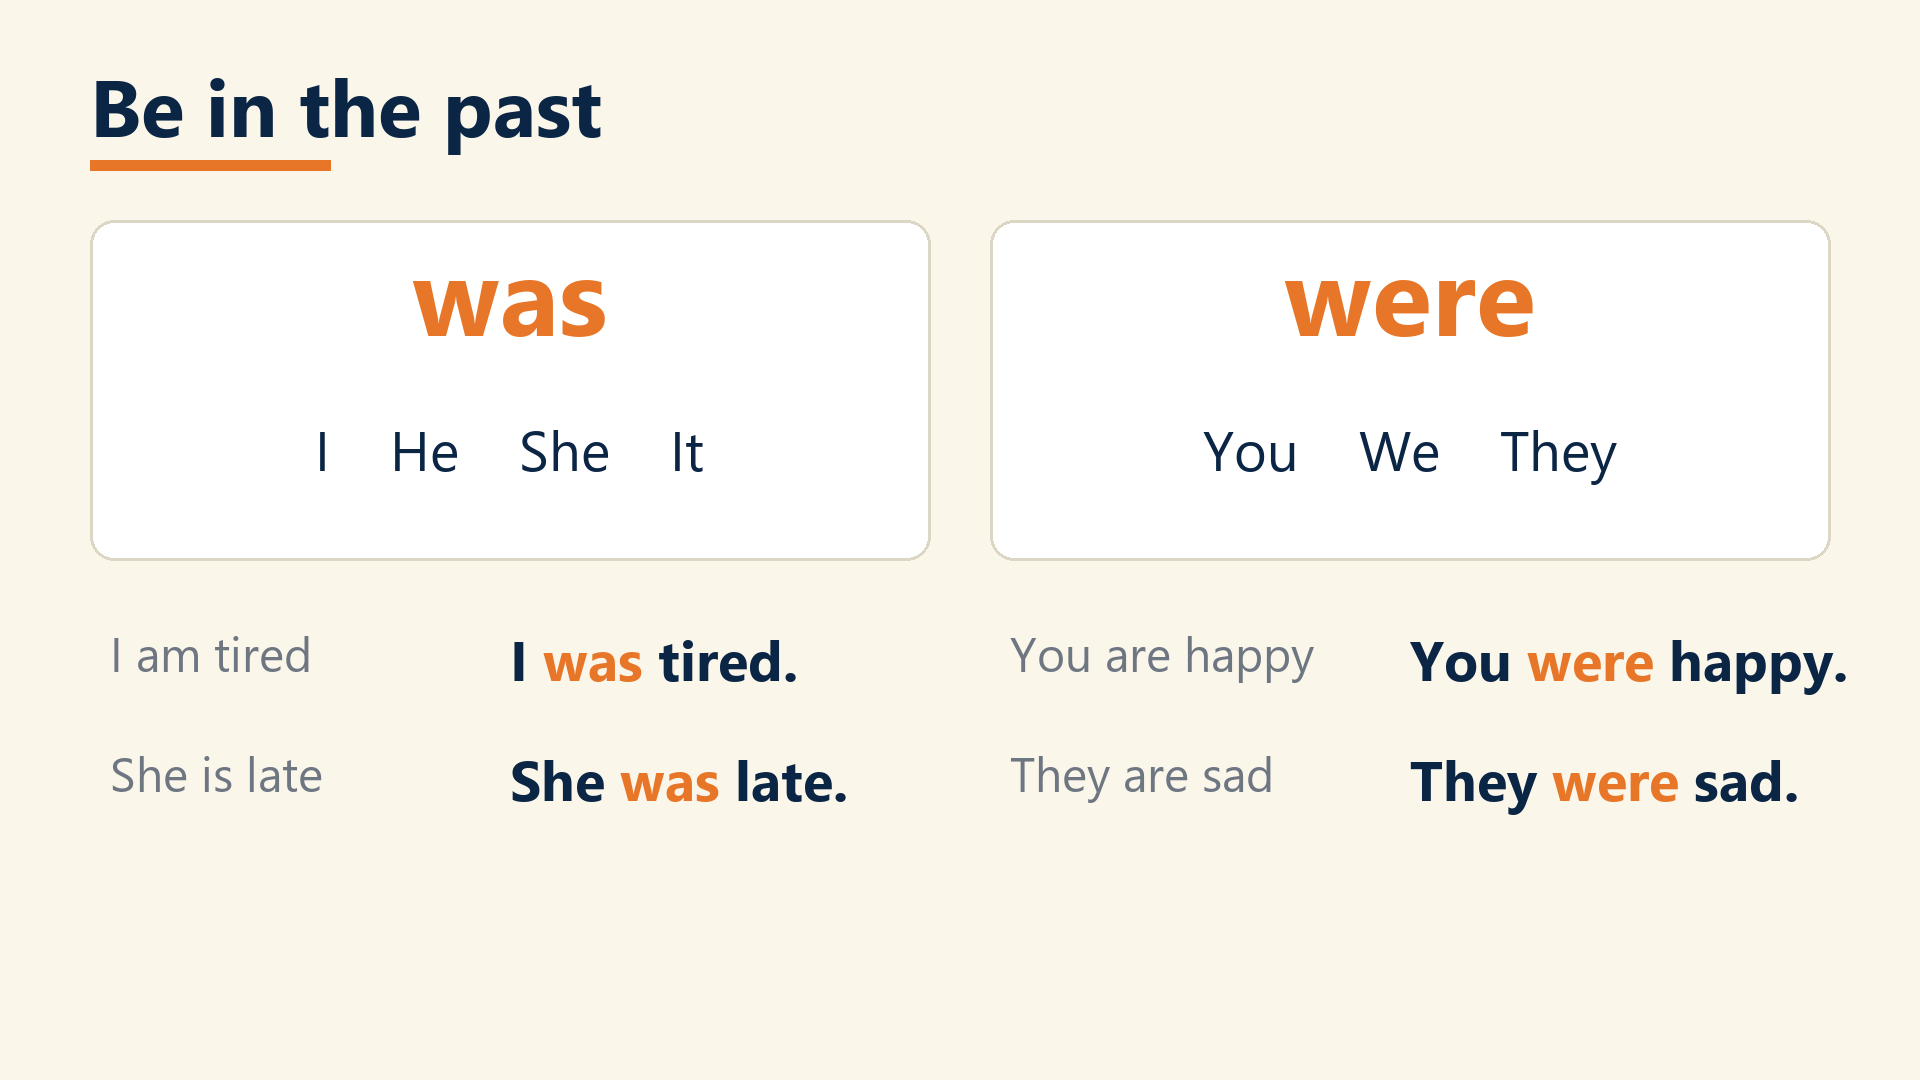 Be in the past
was
I He She It
were
You We They
I am tired
I was tired.
She is late
She was late.
You are happy
You were happy.
They are sad
They were sad.